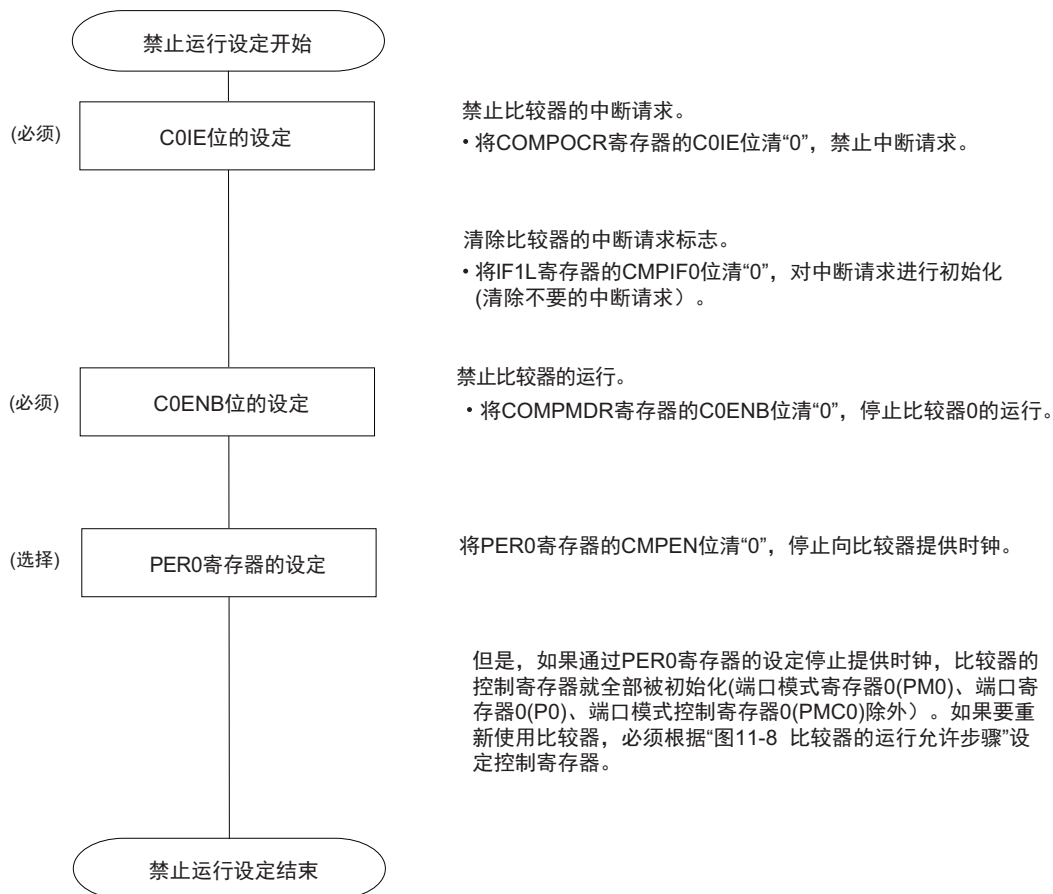 禁止运行设定开始
(必须)
C0IE位的设定
禁止比较器的中断请求。
•将COMPOCR寄存器的C0IE位清“0”，禁止中断请求。
清除比较器的中断请求标志。
•将IF1L寄存器的CMPIF0位清“0”，对中断请求进行初始化
(清除不要的中断请求）。
(必须)
C0ENB位的设定
禁止比较器的运行。
•将COMPMDR寄存器的C0ENB位清“0”，停止比较器0的运行。
(选择)
PER0寄存器的设定
将PER0寄存器的CMPEN位清“0”，停止向比较器提供时钟。
但是，如果通过PER0寄存器的设定停止提供时钟，比较器的
控制寄存器就全部被初始化(端口模式寄存器0(PM0)、端口寄
存器0(P0)、端口模式控制寄存器0(PMC0)除外）。如果要重
新使用比较器，必须根据“图11-8 比较器的运行允许步骤”设
定控制寄存器。
禁止运行设定结束